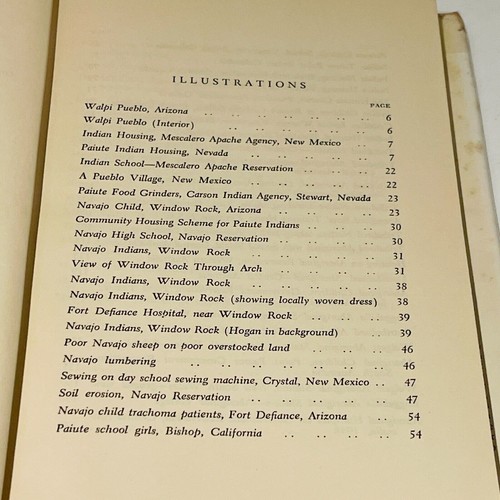 ILLUSTRATIONS
PAGE
Walpi Pueblo, Arizona .. .. .. .. .. .. 6
Walpi Pueblo (Interior) .. .. .. .. .. 6
Indian Housing, Mescalero Apache Agency, New Mexico .. 7
Paiute Indian Housing, Nevada .. .. .. .. .. 7
Indian School—Mescalero Apache Reservation .. .. .. 22
A Pueblo Village, New Mexico .. .. .. .. .. 22
Paiute Food Grinders, Carson Indian Agency, Stewart, Nevada 23
Navajo Child, Window Rock, Arizona .. .. .. .. 23
Community Housing Scheme for Paiute Indians .. .. .. 30
Navajo High School, Navajo Reservation .. .. .. .. 30
Navajo Indians, Window Rock .. .. .. .. .. 31
View of Window Rock Through Arch .. .. .. .. 31
Navajo Indians, Window Rock .. .. .. .. .. 38
Navajo Indians, Window Rock (showing locally woven dress) 38
Fort Defiance Hospital, near Window Rock .. .. .. 39
Navajo Indians, Window Rock (Hogan in background) .. 39
Poor Navajo sheep on poor overstocked land .. .. .. 46
Navajo lumbering .. .. .. .. .. .. 46
Sewing on day school sewing machine, Crystal, New Mexico .. 47
Soil erosion, Navajo Reservation .. .. .. .. 47
Navajo child trachoma patients, Fort Defiance, Arizona .. 54
Paiute school girls, Bishop, California .. .. .. .. 54